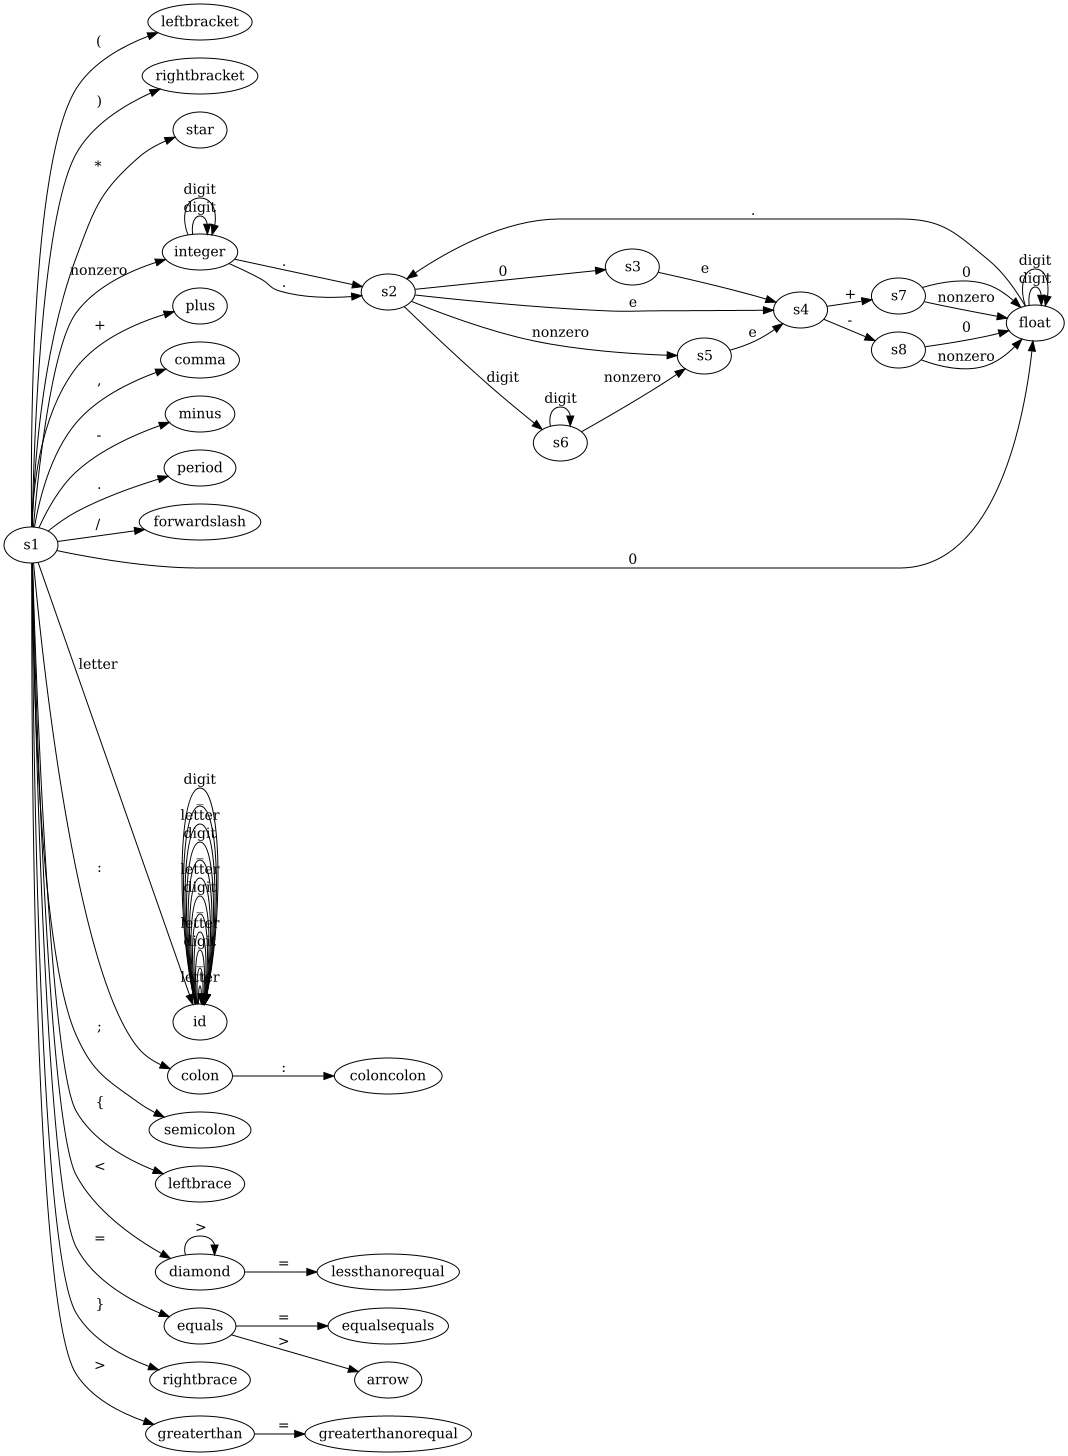 leftbracket
(
rightbracket
)
star
*
digit
digit
integer
nonzero
.
.
plus
+
comma
,
minus
-
period
.
forwardslash
/
s1
0
.
s2
0
e
nonzero
digit
s3
e
s4
+
-
s5
e
nonzero
digit
s6
s7
0
nonzero
s8
0
nonzero
digit
digit
float
letter
digit
_
letter
digit
_
letter
digit
_
letter
digit
_
letter
id
:
colon
:
coloncolon
;
semicolon
{
leftbrace
<
>
diamond
=
lessthanorequal
=
equals
=
equalsequals
>
arrow
}
rightbrace
>
greaterthan
=
greaterthanorequal